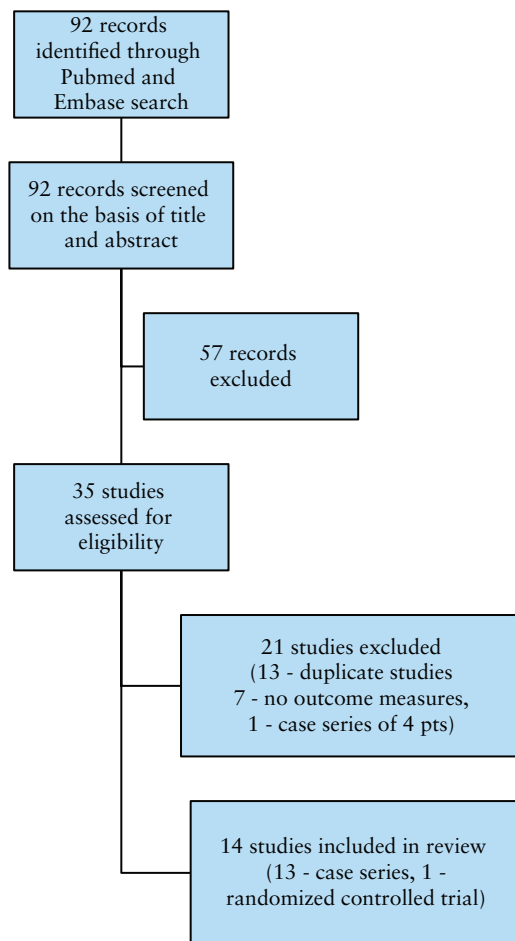 92 records
identified through
Pubmed and
Embase search
92 records screened
on the basis of title
and abstract
57 records
excluded
35 studies
assessed for
eligibility
21 studies excluded
(13 - duplicate studies
7 - no outcome measures,
1 - case series of 4 pts)
14 studies included in review
(13 - case series, 1 -
randomized controlled trial)